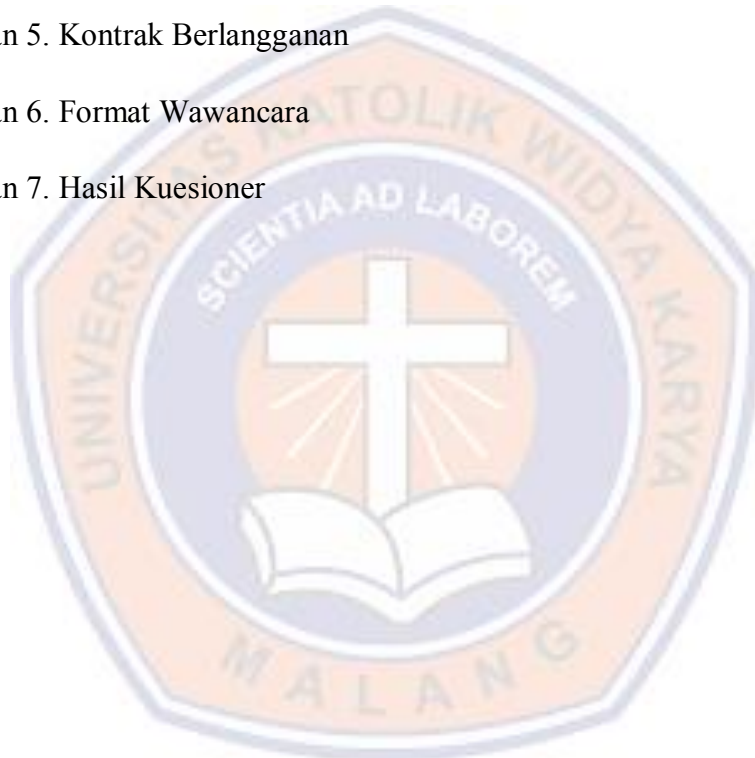 an 5. Kontrak Berlangganan
an 6. Format Wawancara
an 7. Hasil Kuesioner
UNIVERSITAS KATOLIK WIDYA KARYA
SCIENTIA AD LABOREM
MALANG